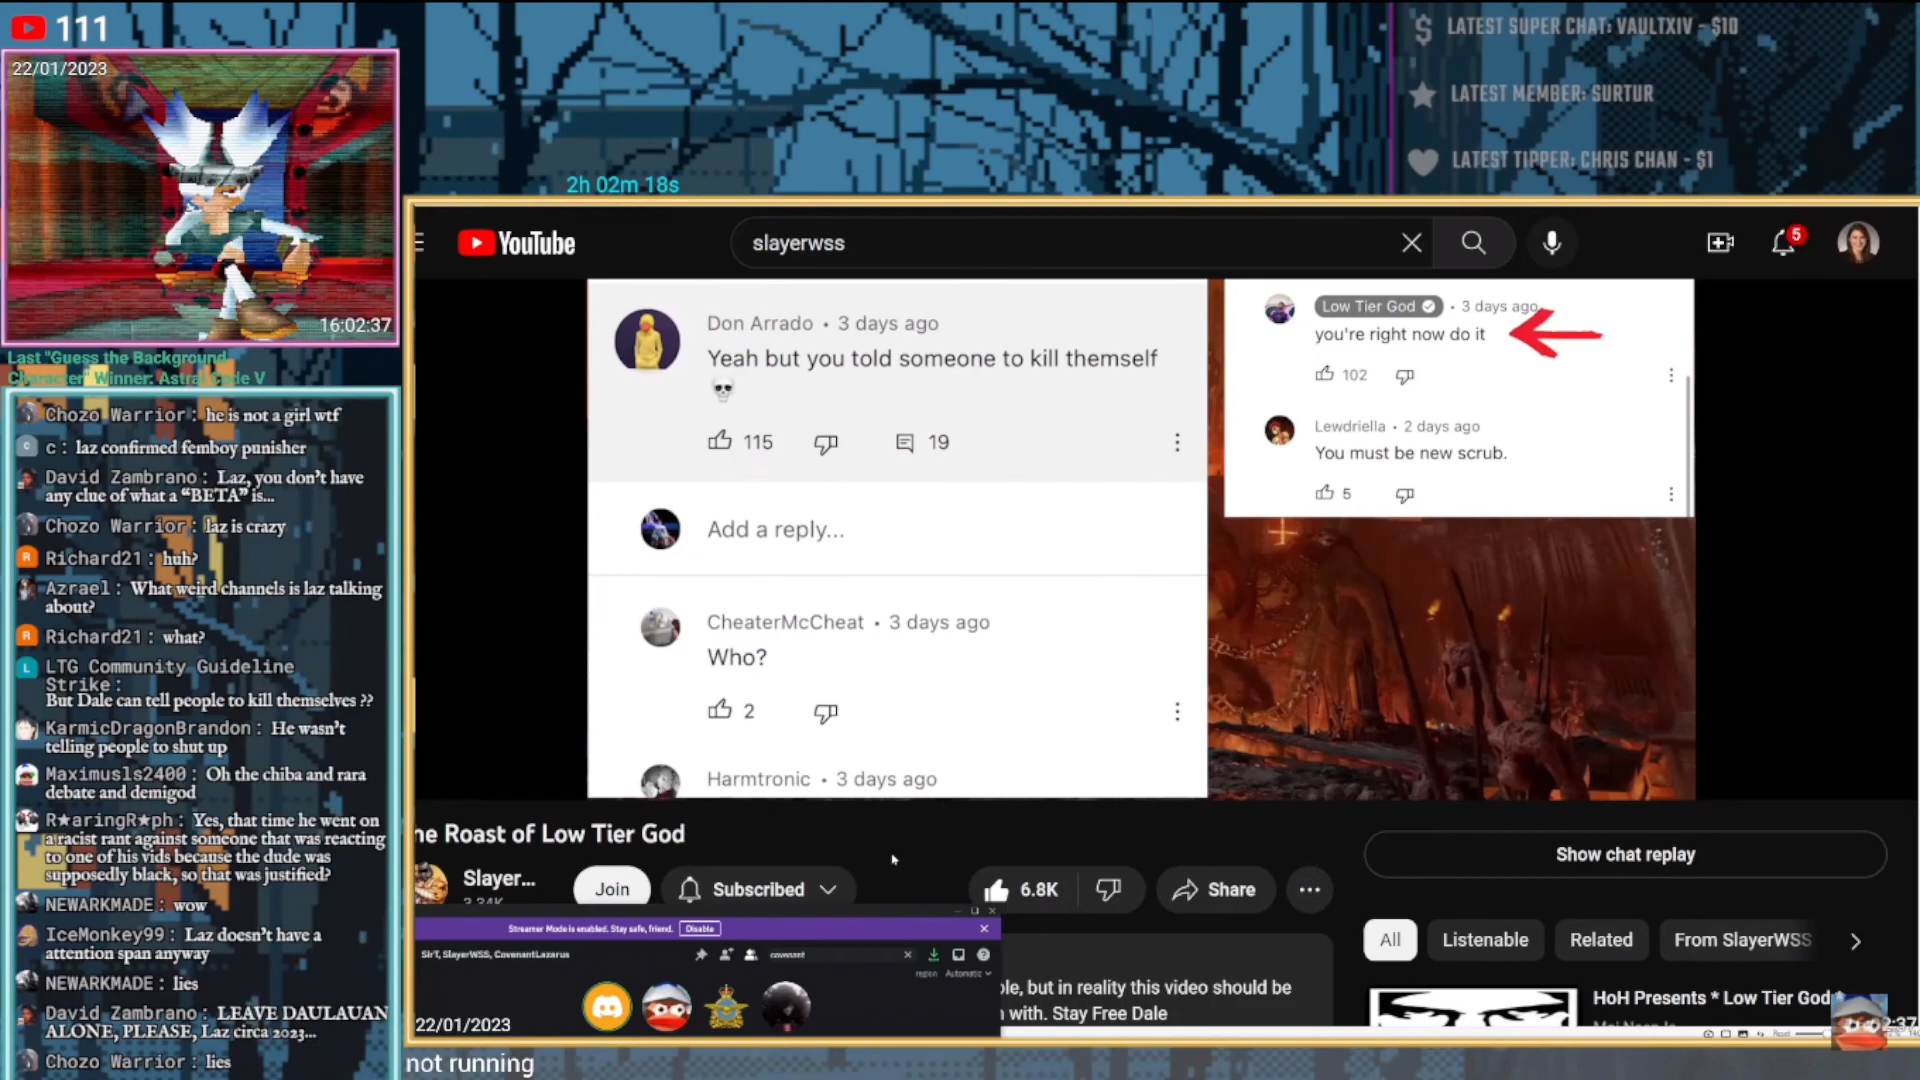 111
22/01/2023
16:02:37
Last "Guess the Background
Character" Winner: Astral Code V
Chozo Warrior: he is not a girl wtf
C c: laz confirmed femboy punisher
David Zambrano: Laz, you don't have
any clue of what a “BETA” is...
Chozo Warrior: laz is crazy
R Richard21: huh?
Azrael: What weird channels is laz talking
about?
R Richard21: what?
L LTG Community Guideline
Strike:
But Dale can tell people to kill themselves ??
KarmicDragonBrandon: He wasn't
telling people to shut up
Maximusls2400: Oh the chiba and rara
debate and demigod
R★aringR★ph: Yes, that time he went on
a racist rant against someone that was reacting
to one of his vids because the dude was
supposedly black, so that was justified?
NEWARKMADE: wow
IceMonkey99: Laz doesn't have a
attention span anyway
NEWARKMADE: lies
David Zambrano: LEAVE DAULAUAN
ALONE, PLEASE, Laz circa 2023...
Chozo Warrior: lies
LATEST SUPER CHAT: VAULTXIV - $10
LATEST MEMBER: SURTUR
LATEST TIPPER: CHRIS CHAN - $1
2h 02m 18s
YouTube
slayerwss
5
Don Arrado • 3 days ago
Yeah but you told someone to kill themself
115
19
Add a reply...
CheaterMcCheat • 3 days ago
Who?
2
Harmtronic • 3 days ago
Low Tier God • 3 days ago
you're right now do it
102
Lewdriella • 2 days ago
You must be new scrub.
5
he Roast of Low Tier God
Slayer...
Join
Subscribed
6.8K
Share
Show chat replay
All
Listenable
Related
From SlayerWSS
Streamer Mode is enabled. Stay safe, friend.
Disable
SirT, SlayerWSS, CovenantLazarus
covenant
region Automatic
22/01/2023
ole, but in reality this video should be
with. Stay Free Dale
HoH Presents * Low Tier God *
2:37
not running